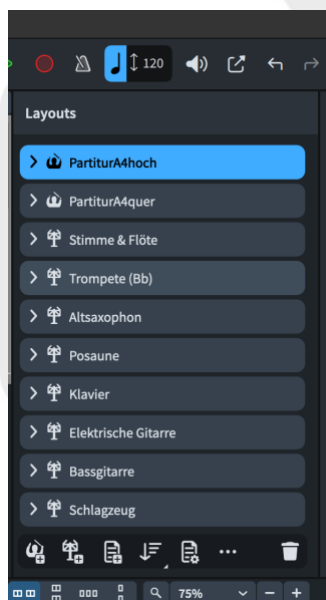 120
Layouts
PartiturA4hoch
PartiturA4quer
Stimme & Flöte
Trompete (Bb)
Altsaxophon
Posaune
Klavier
Elektrische Gitarre
Bassgitarre
Schlagzeug
75%